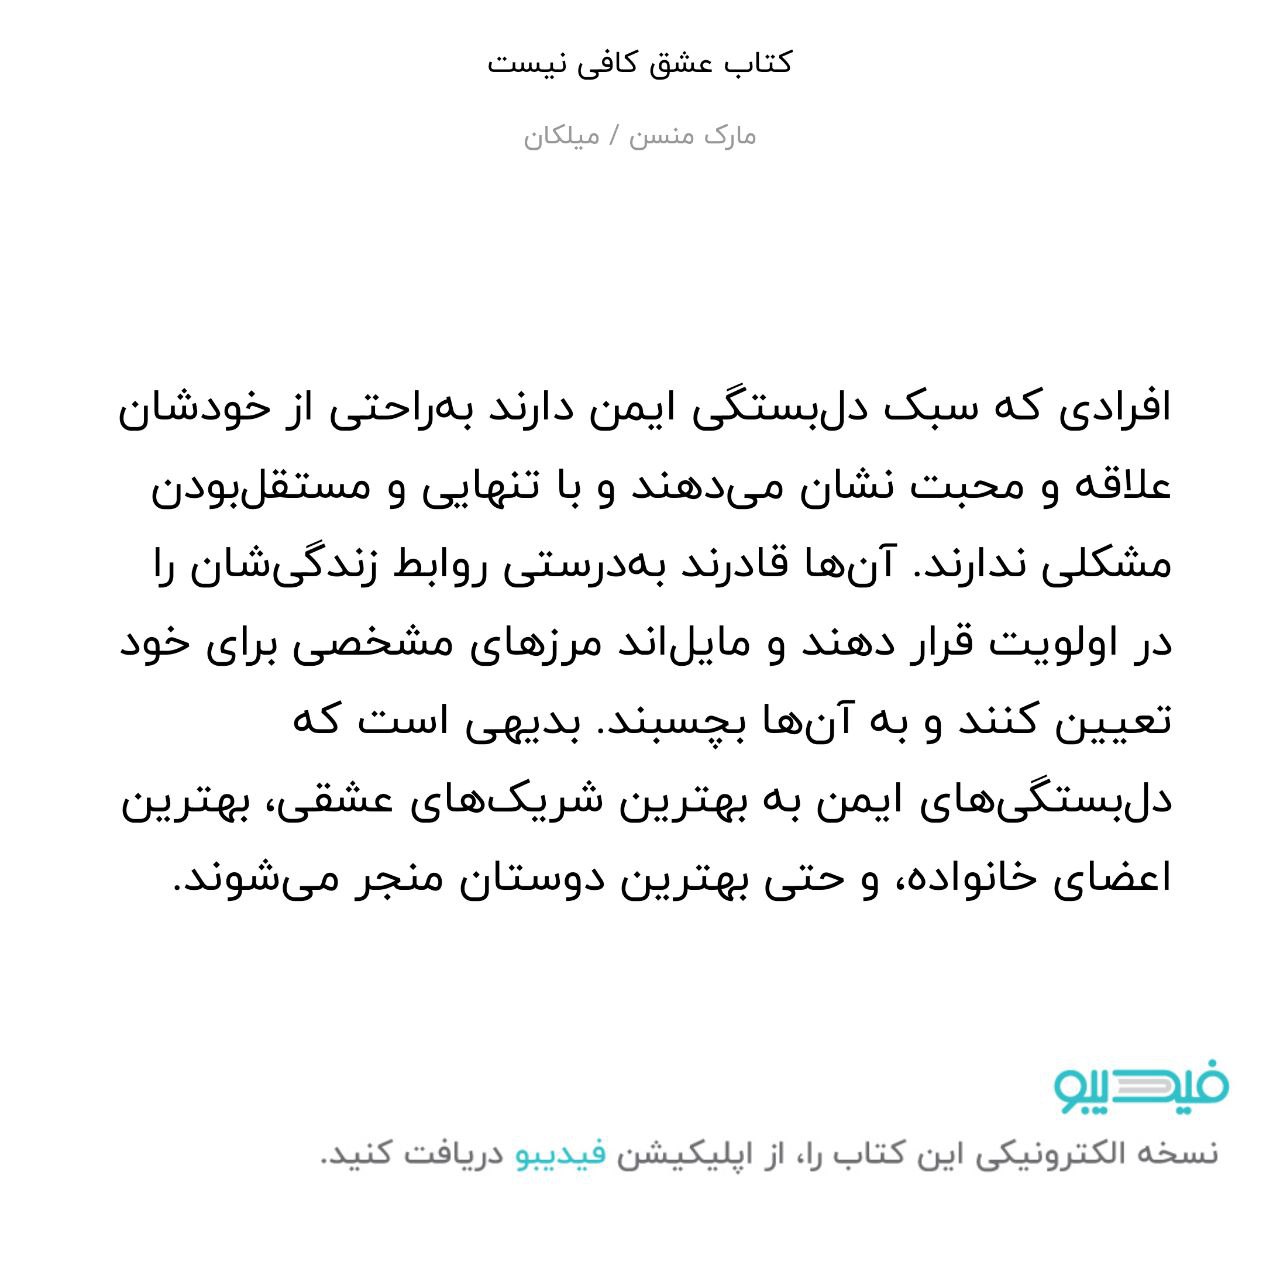 کتاب عشق کافی نیست
مارک منسن / میلکان
افرادی که سبک دل‌بستگی ایمن دارند به‌راحتی از خودشان
علاقه و محبت نشان می‌دهند و با تنهایی و مستقل‌بودن
مشکلی ندارند. آن‌ها قادرند به‌درستی روابط زندگی‌شان را
در اولویت قرار دهند و مایل‌اند مرزهای مشخصی برای خود
تعیین کنند و به آن‌ها بچسبند. بدیهی است که
دل‌بستگی‌های ایمن به بهترین شریک‌های عشقی، بهترین
اعضای خانواده، و حتی بهترین دوستان منجر می‌شوند.
فیدیبو
نسخه الکترونیکی این کتاب را، از اپلیکیشن فیدیبو دریافت کنید.